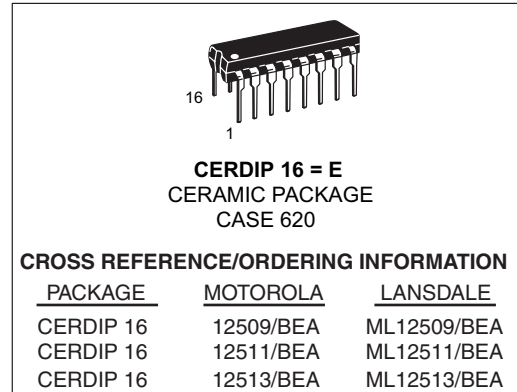 16
1
CERDIP 16 = E
CERAMIC PACKAGE
CASE 620
CROSS REFERENCE/ORDERING INFORMATION
PACKAGE MOTOROLA LANSDALE
CERDIP 16 12509/BEA ML12509/BEA
CERDIP 16 12511/BEA ML12511/BEA
CERDIP 16 12513/BEA ML12513/BEA